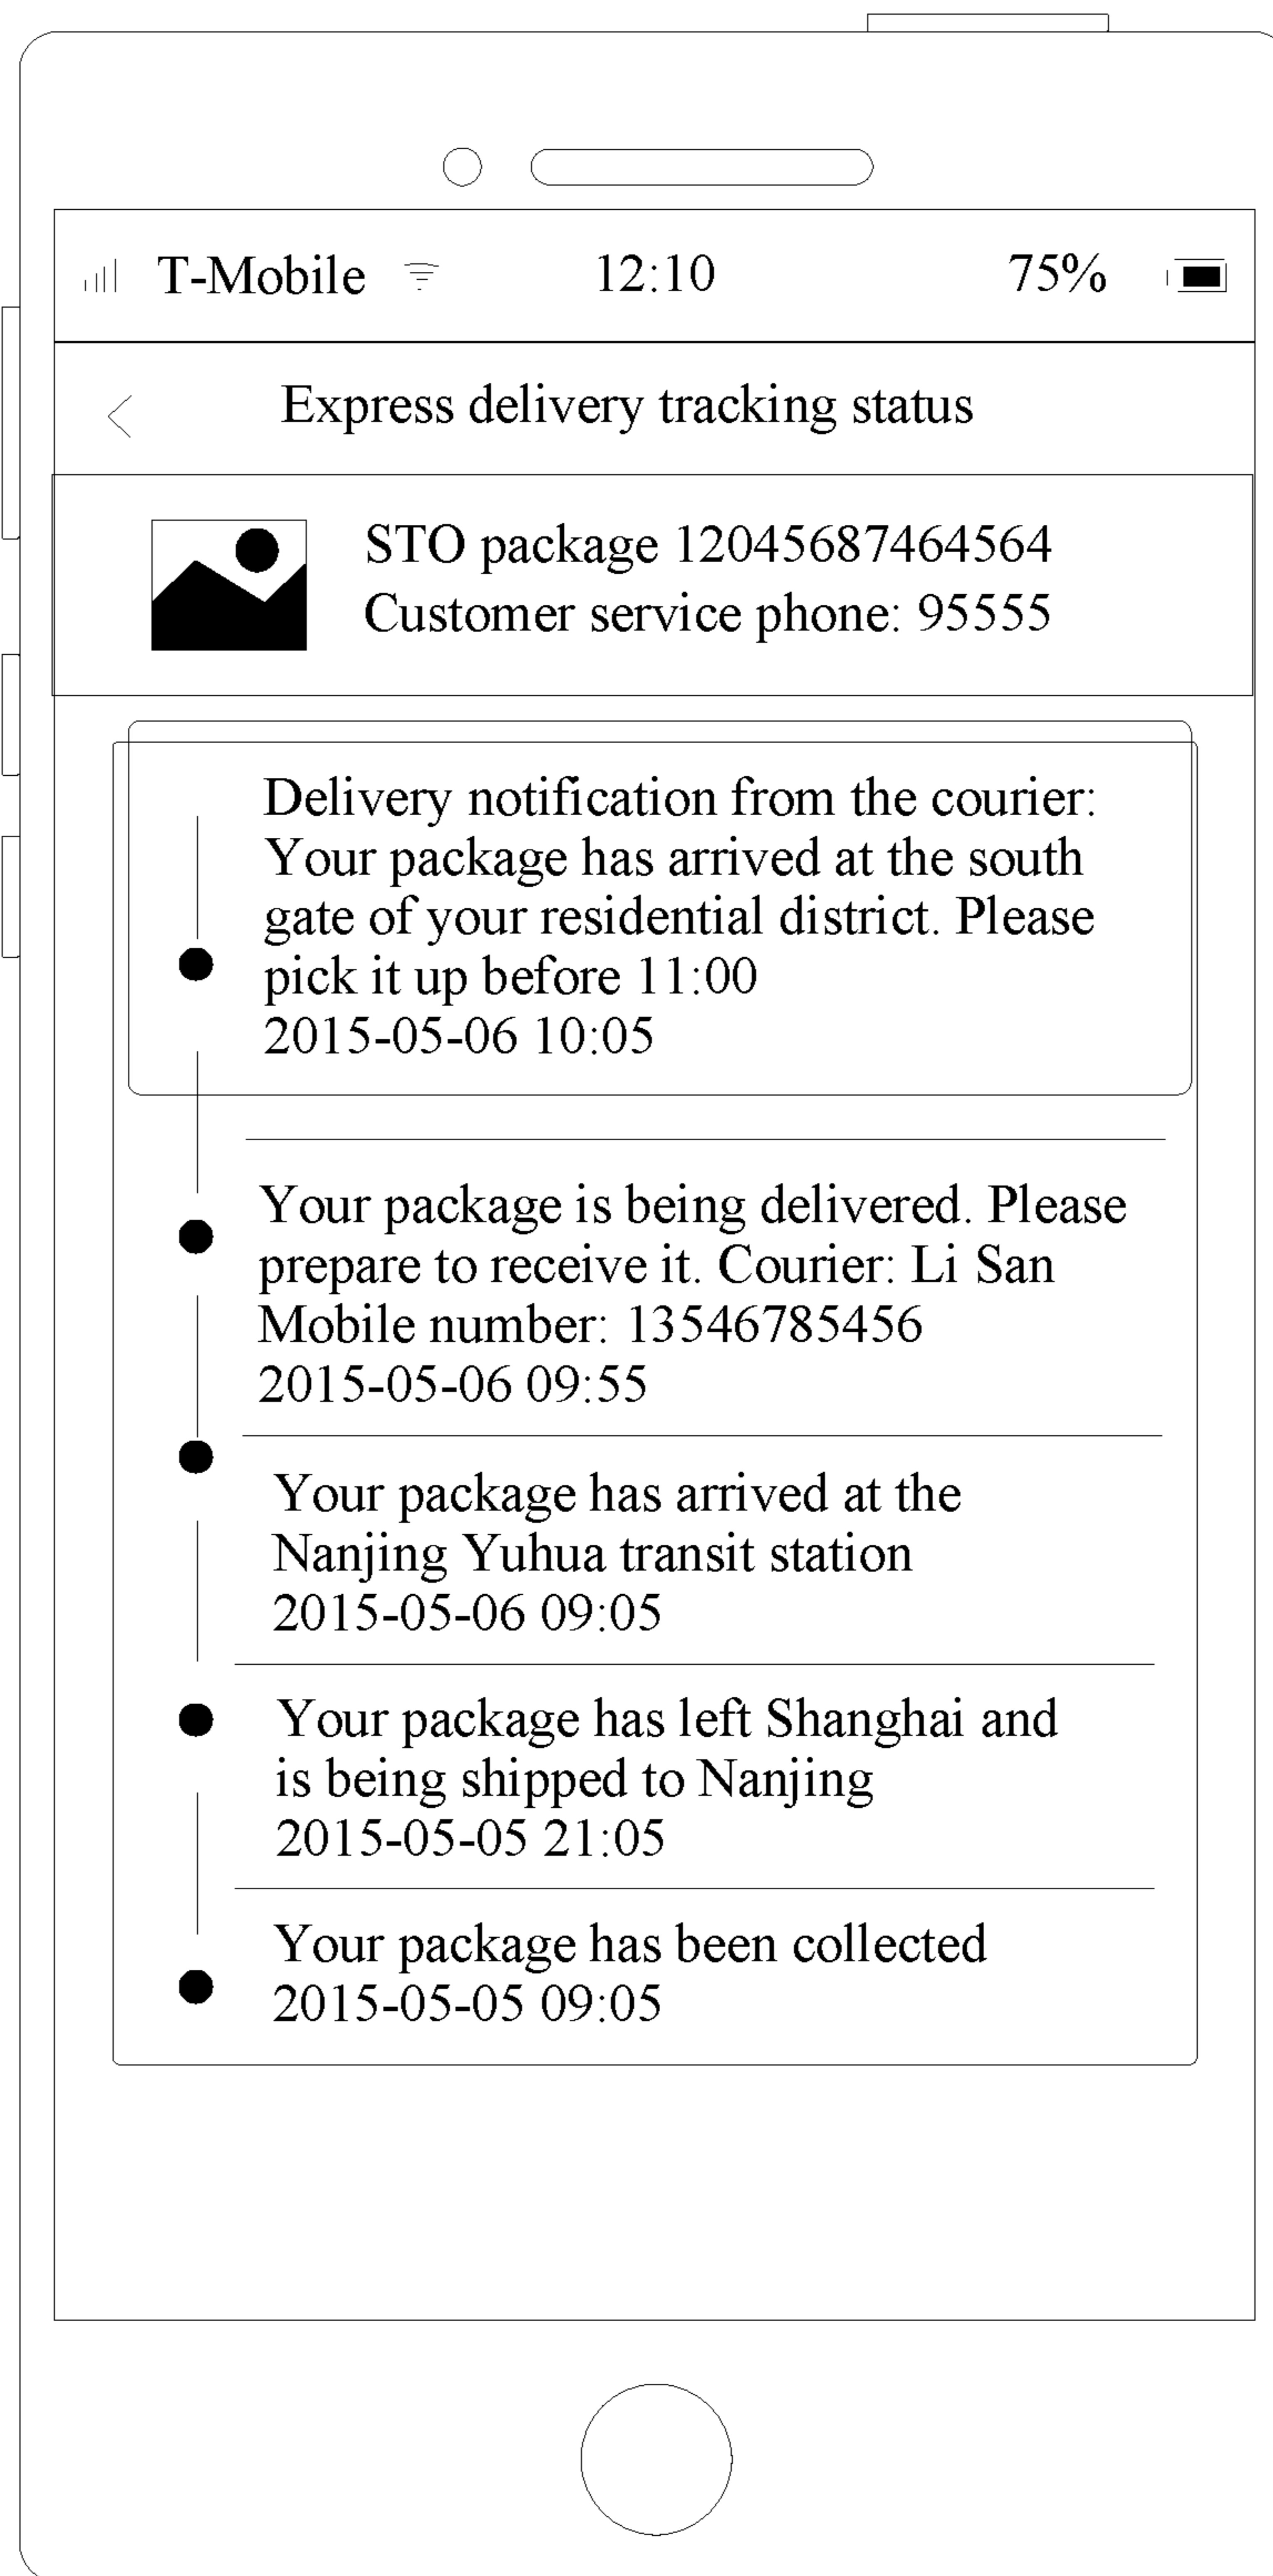 T-Mobile 12:10 75%
Express delivery tracking status
STO package 12045687464564
Customer service phone: 95555
Delivery notification from the courier:
Your package has arrived at the south
gate of your residential district. Please
pick it up before 11:00
2015-05-06 10:05
Your package is being delivered. Please
prepare to receive it. Courier: Li San
Mobile number: 13546785456
2015-05-06 09:55
Your package has arrived at the
Nanjing Yuhua transit station
2015-05-06 09:05
Your package has left Shanghai and
is being shipped to Nanjing
2015-05-05 21:05
Your package has been collected
2015-05-05 09:05